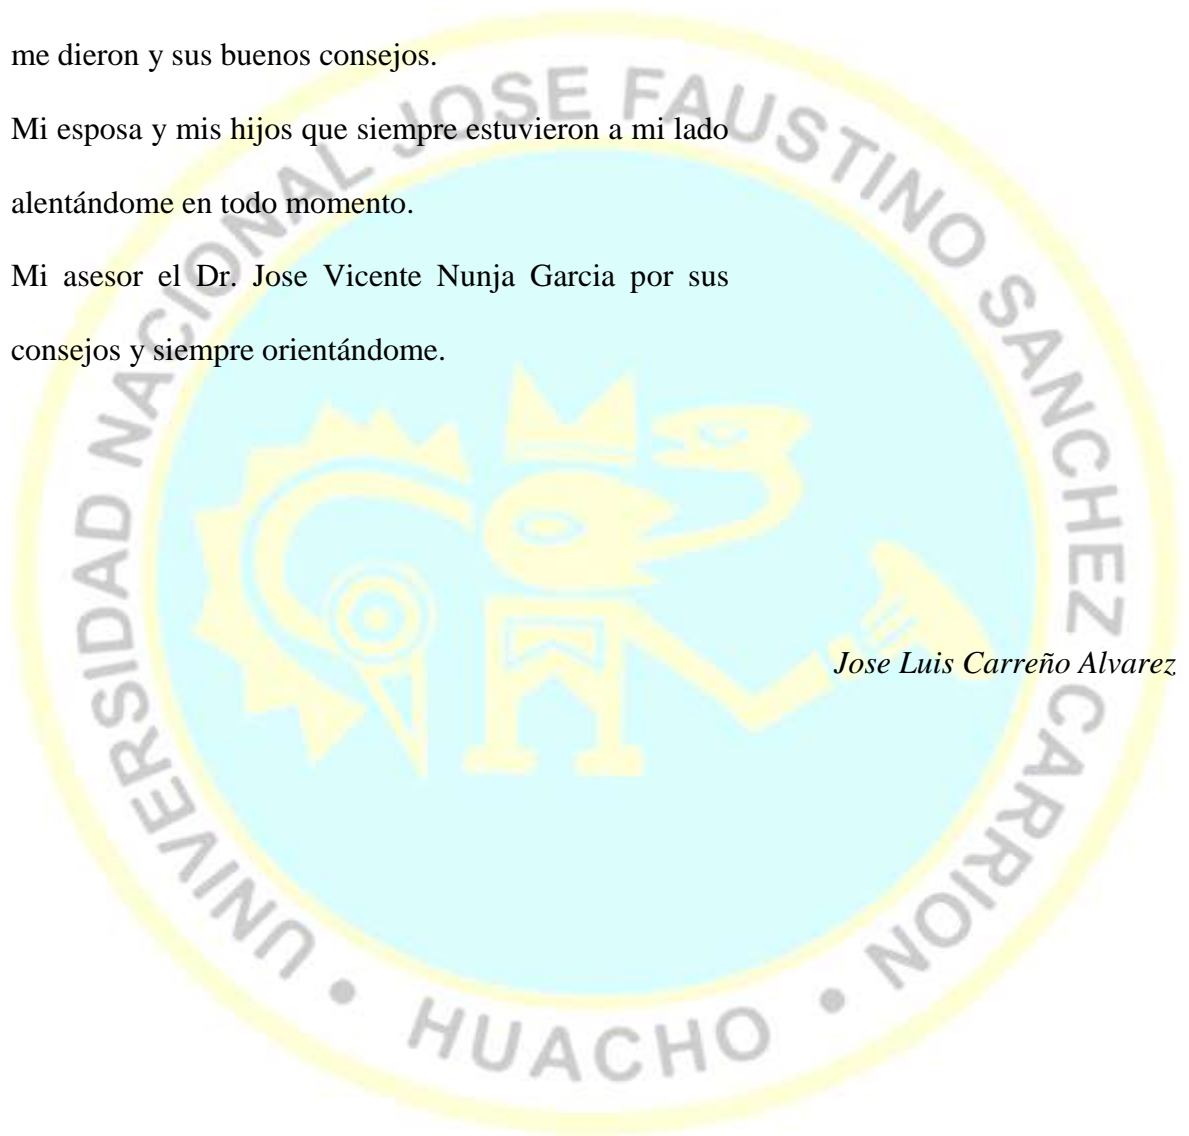 me dieron y sus buenos consejos.
Mi esposa y mis hijos que siempre estuvieron a mi lado
alentándome en todo momento.
Mi asesor el Dr. Jose Vicente Nunja Garcia por sus
consejos y siempre orientándome.
Jose Luis Carreño Alvarez
UNIVERSIDAD NACIONAL JOSE FAUSTINO SANCHEZ CARRION • HUACHO •